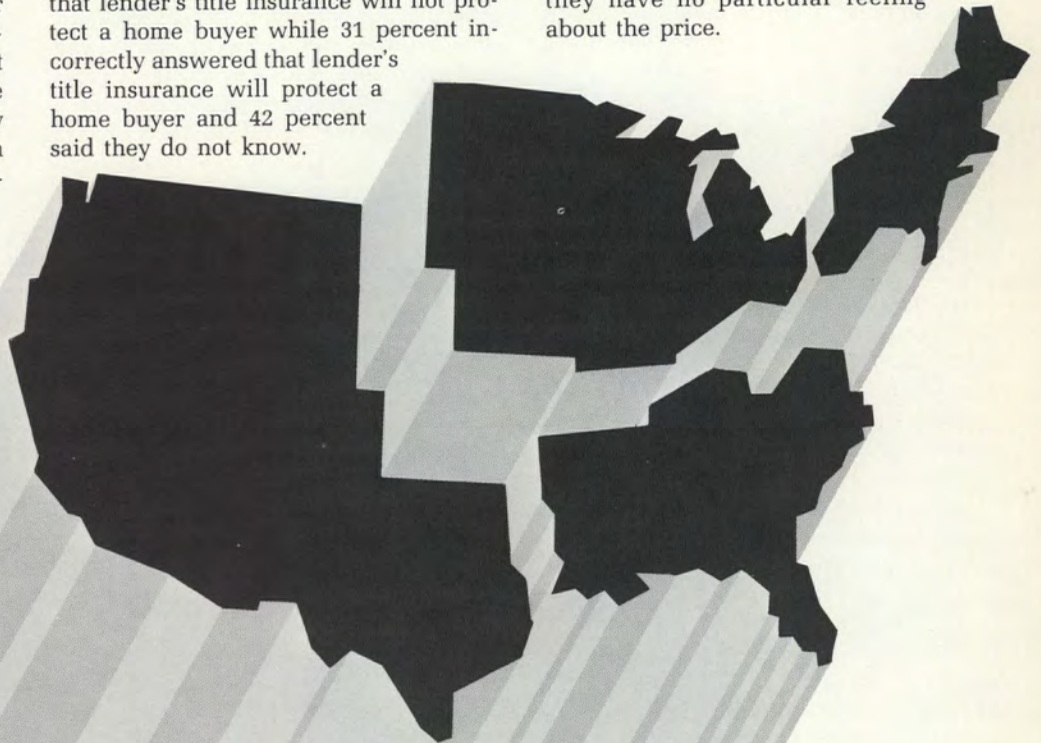 that lender's title insurance will not pro-
tect a home buyer while 31 percent in-
correctly answered that lender's
title insurance will protect a
home buyer and 42 percent
said they do not know.
they have no particular feeling
about the price.